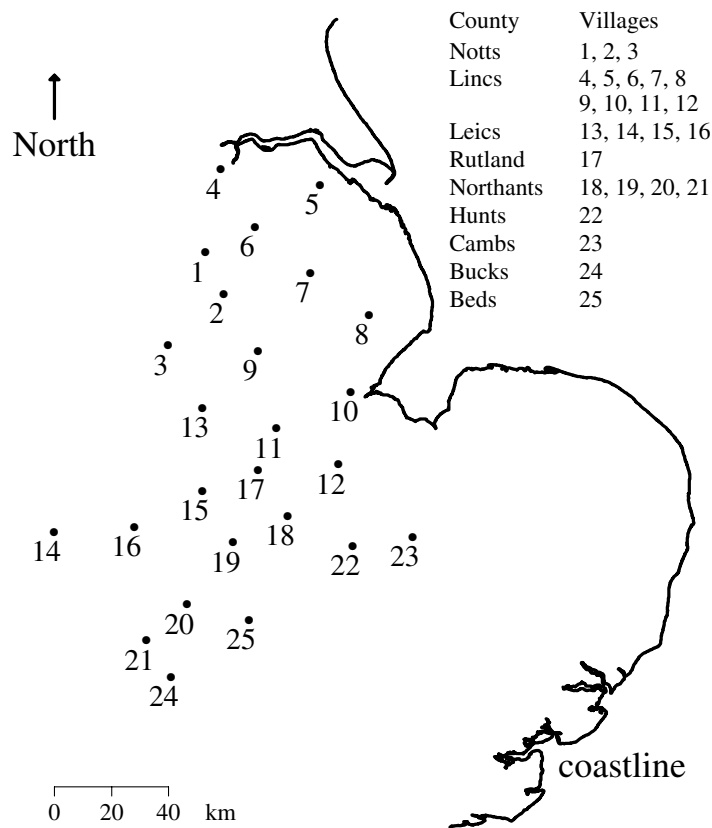 County Villages
Notts 1, 2, 3
Lincs 4, 5, 6, 7, 8
9, 10, 11, 12
Leics 13, 14, 15, 16
Rutland 17
Northants 18, 19, 20, 21
Hunts 22
Cambs 23
Bucks 24
Beds 25
North
4
5
6
1
7
2
8
3
9
10
13
11
17
12
15
18
14
16
19
22
23
20
25
21
24
coastline
0 20 40 km